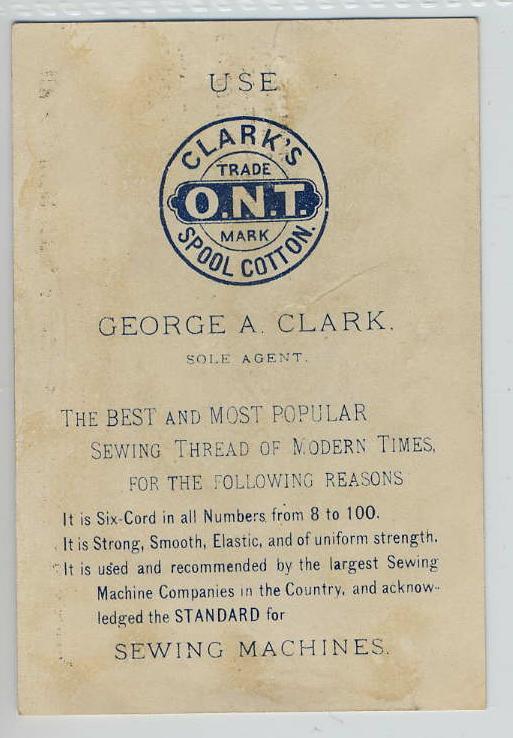 USE
CLARK'S
TRADE
O.N.T.
MARK
SPOOL COTTON.
GEORGE A. CLARK.
SOLE AGENT.
THE BEST AND MOST POPULAR
SEWING THREAD OF MODERN TIMES,
FOR THE FOLLOWING REASONS
It is Six-Cord in all Numbers from 8 to 100.
It is Strong, Smooth, Elastic, and of uniform strength.
It is used and recommended by the largest Sewing
Machine Companies in the Country, and acknow-
ledged the STANDARD for
SEWING MACHINES.